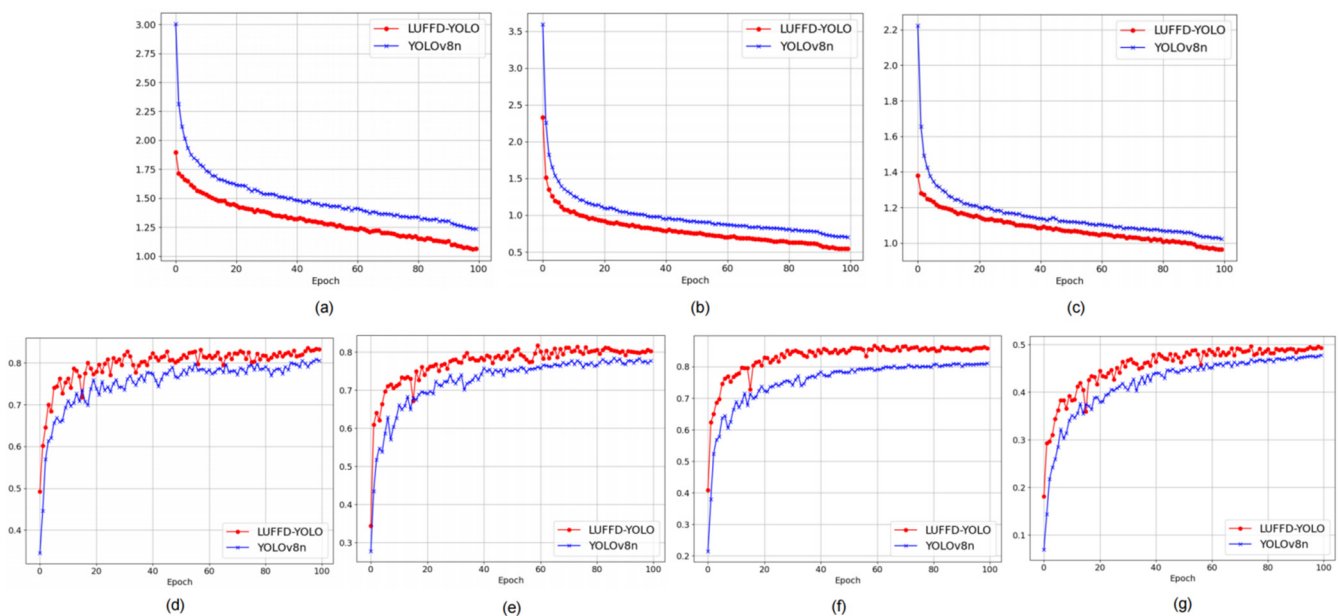 3.00
2.75
2.50
2.25
2.00
1.75
1.50
1.25
1.00
LUFFD-YOLO
YOLOv8n
0 20 40 60 80 100
Epoch
(a)
3.5
3.0
2.5
2.0
1.5
1.0
0.5
LUFFD-YOLO
YOLOv8n
0 20 40 60 80 100
Epoch
(b)
2.2
2.0
1.8
1.6
1.4
1.2
1.0
LUFFD-YOLO
YOLOv8n
0 20 40 60 80 100
Epoch
(c)
0.8
0.7
0.6
0.5
0.4
LUFFD-YOLO
YOLOv8n
0 20 40 60 80 100
Epoch
(d)
0.8
0.7
0.6
0.5
0.4
0.3
LUFFD-YOLO
YOLOv8n
0 20 40 60 80 100
Epoch
(e)
0.8
0.7
0.6
0.5
0.4
0.3
0.2
LUFFD-YOLO
YOLOv8n
0 20 40 60 80 100
Epoch
(f)
0.5
0.4
0.3
0.2
0.1
LUFFD-YOLO
YOLOv8n
0 20 40 60 80 100
Epoch
(g)